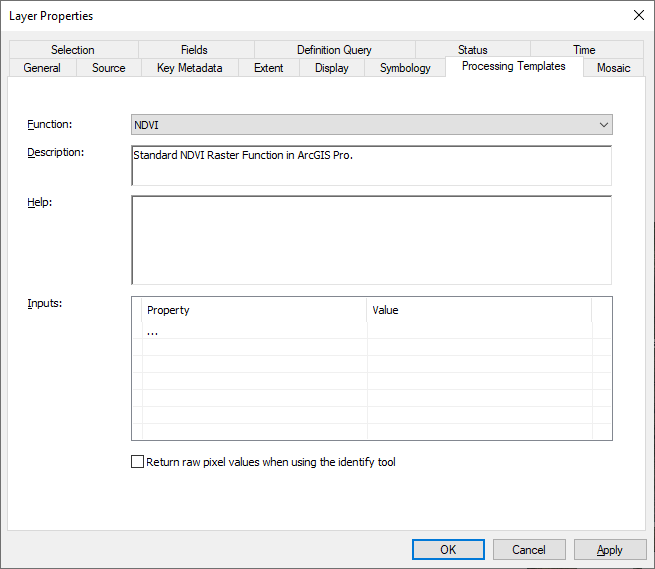 Layer Properties
Selection Fields Definition Query Status Time
General Source Key Metadata Extent Display Symbology Processing Templates Mosaic
Function: NDVI
Description: Standard NDVI Raster Function in ArcGIS Pro.
Help:
Inputs: Property Value
...
Return raw pixel values when using the identify tool
OK Cancel Apply